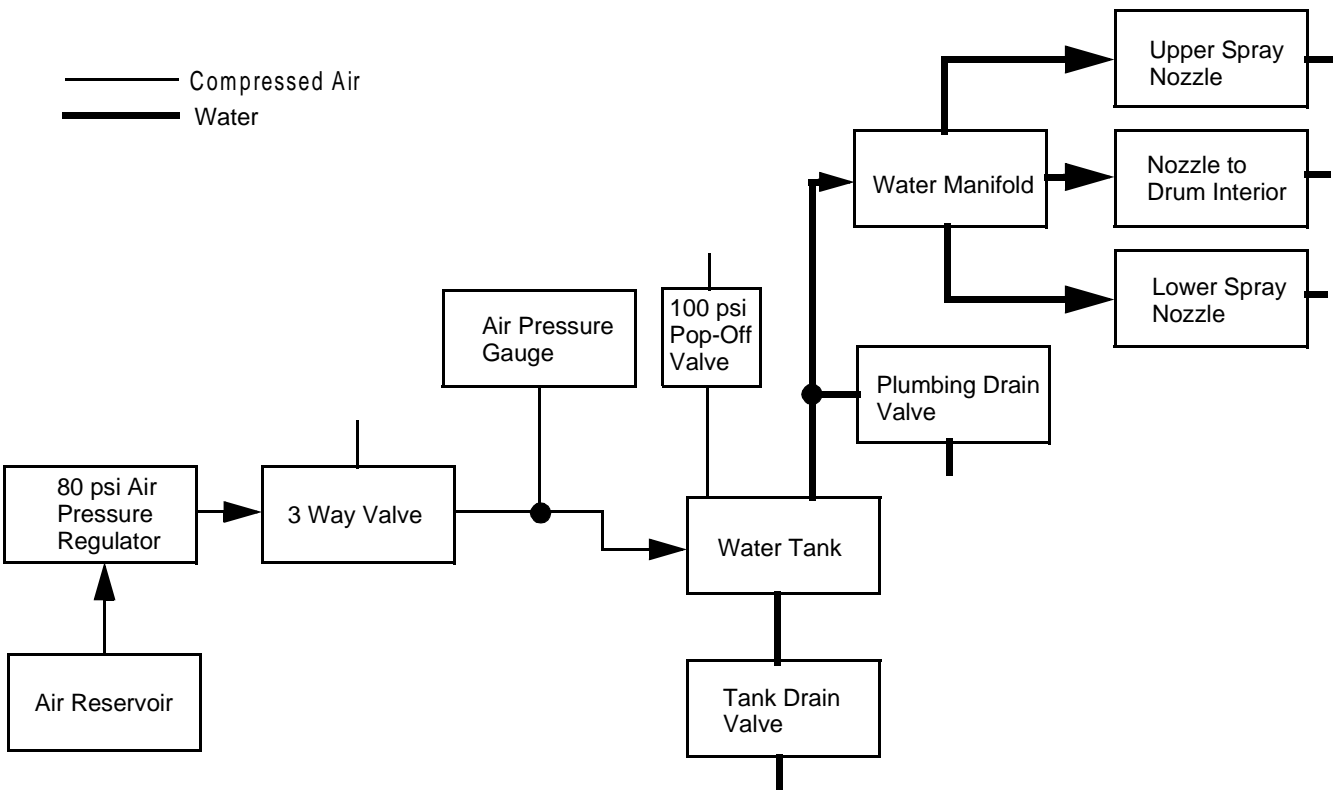 Compressed Air
Water
Upper Spray
Nozzle
Water Manifold
Nozzle to
Drum Interior
Lower Spray
Nozzle
Air Pressure
Gauge
100 psi
Pop-Off
Valve
Plumbing Drain
Valve
80 psi Air
Pressure
Regulator
3 Way Valve
Water Tank
Air Reservoir
Tank Drain
Valve